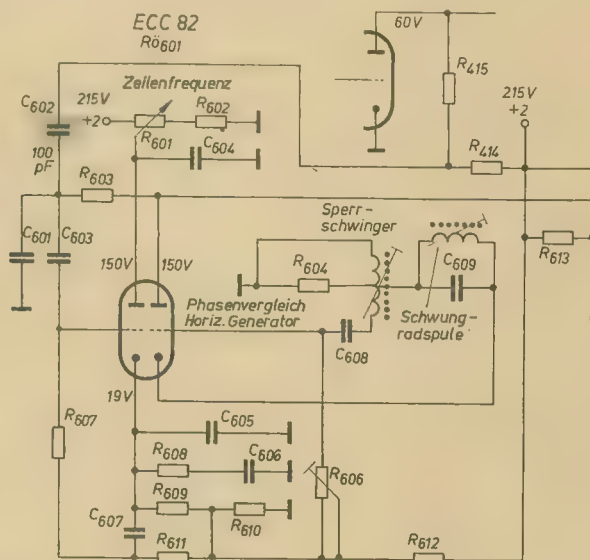 ECC 82
Rö601
60V
R415
Zeilenfrequenz
215V
+2
R602
215V
+2
C602
R601
R414
100
pF
C604
R603
Sperr-
schwinger
C601
C603
R604
C609
R613
150V
150V
Phasenvergleich
Horiz. Generator
Schwung-
radspule
C608
19V
R607
C605
R608
C606
R606
R609
C607
R610
R611
R612